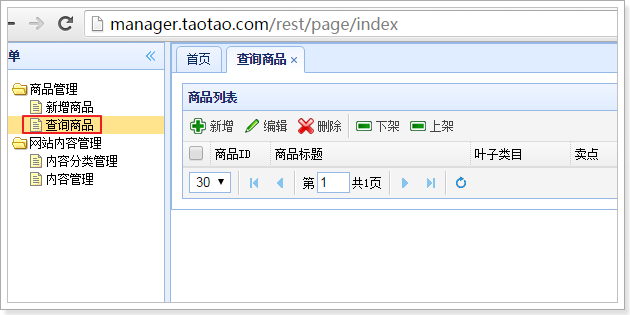 manager.taotao.com/rest/page/index
单
首页 查询商品
商品管理
新增商品
查询商品
网站内容管理
内容分类管理
内容管理
商品列表
新增 编辑 删除 下架 上架
商品ID 商品标题 叶子类目 卖点
30 第 1 共1页